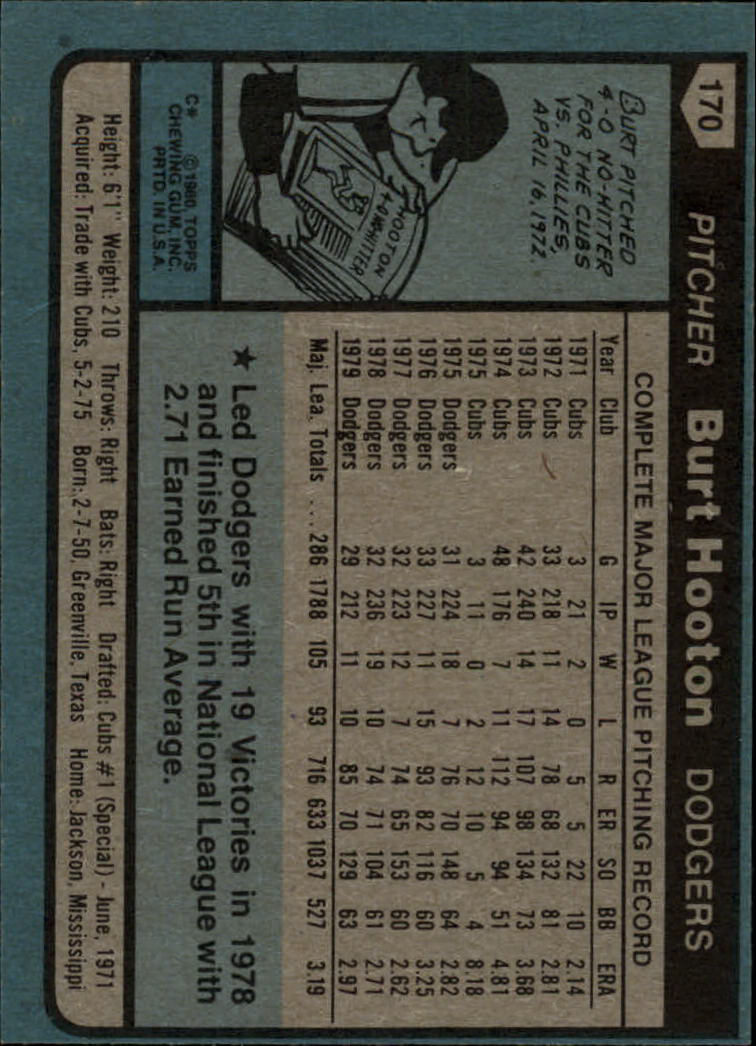 170 PITCHER Burt Hooton DODGERS
COMPLETE MAJOR LEAGUE PITCHING RECORD
Year Club G IP W L R ER SO BB ERA
1971 Cubs 3 21 2 0 5 5 22 10 2.14
1972 Cubs 33 218 11 14 78 68 132 81 2.81
1973 Cubs 42 240 14 17 107 98 134 73 3.68
1974 Cubs 48 176 7 11 112 94 94 51 4.81
1975 Cubs 3 11 0 2 12 10 5 4 8.18
1975 Dodgers 31 224 18 7 76 70 148 64 2.82
1976 Dodgers 33 227 11 15 93 82 116 60 3.25
1977 Dodgers 32 223 12 7 74 65 153 60 2.62
1978 Dodgers 32 236 19 10 74 71 104 61 2.71
1979 Dodgers 29 212 11 10 85 70 129 63 2.97
Maj. Lea. Totals ... 286 1788 105 93 716 633 1037 527 3.19
BURT PITCHED
4-0 NO-HITTER
FOR THE CUBS
VS. PHILLIES,
APRIL 16, 1972.
HOOTON
HITTER
★ Led Dodgers with 19 Victories in 1978
and finished 5th in National League with
2.71 Earned Run Average.
C* © 1980 TOPPS
CHEWING GUM, INC.
PRTD. IN U.S.A.
Height: 6'1" Weight: 210 Throws: Right Bats: Right Drafted: Cubs #1 (Special) - June, 1971
Acquired: Trade with Cubs, 5-2-75 Born: 2-7-50, Greenville, Texas Home: Jackson, Mississippi